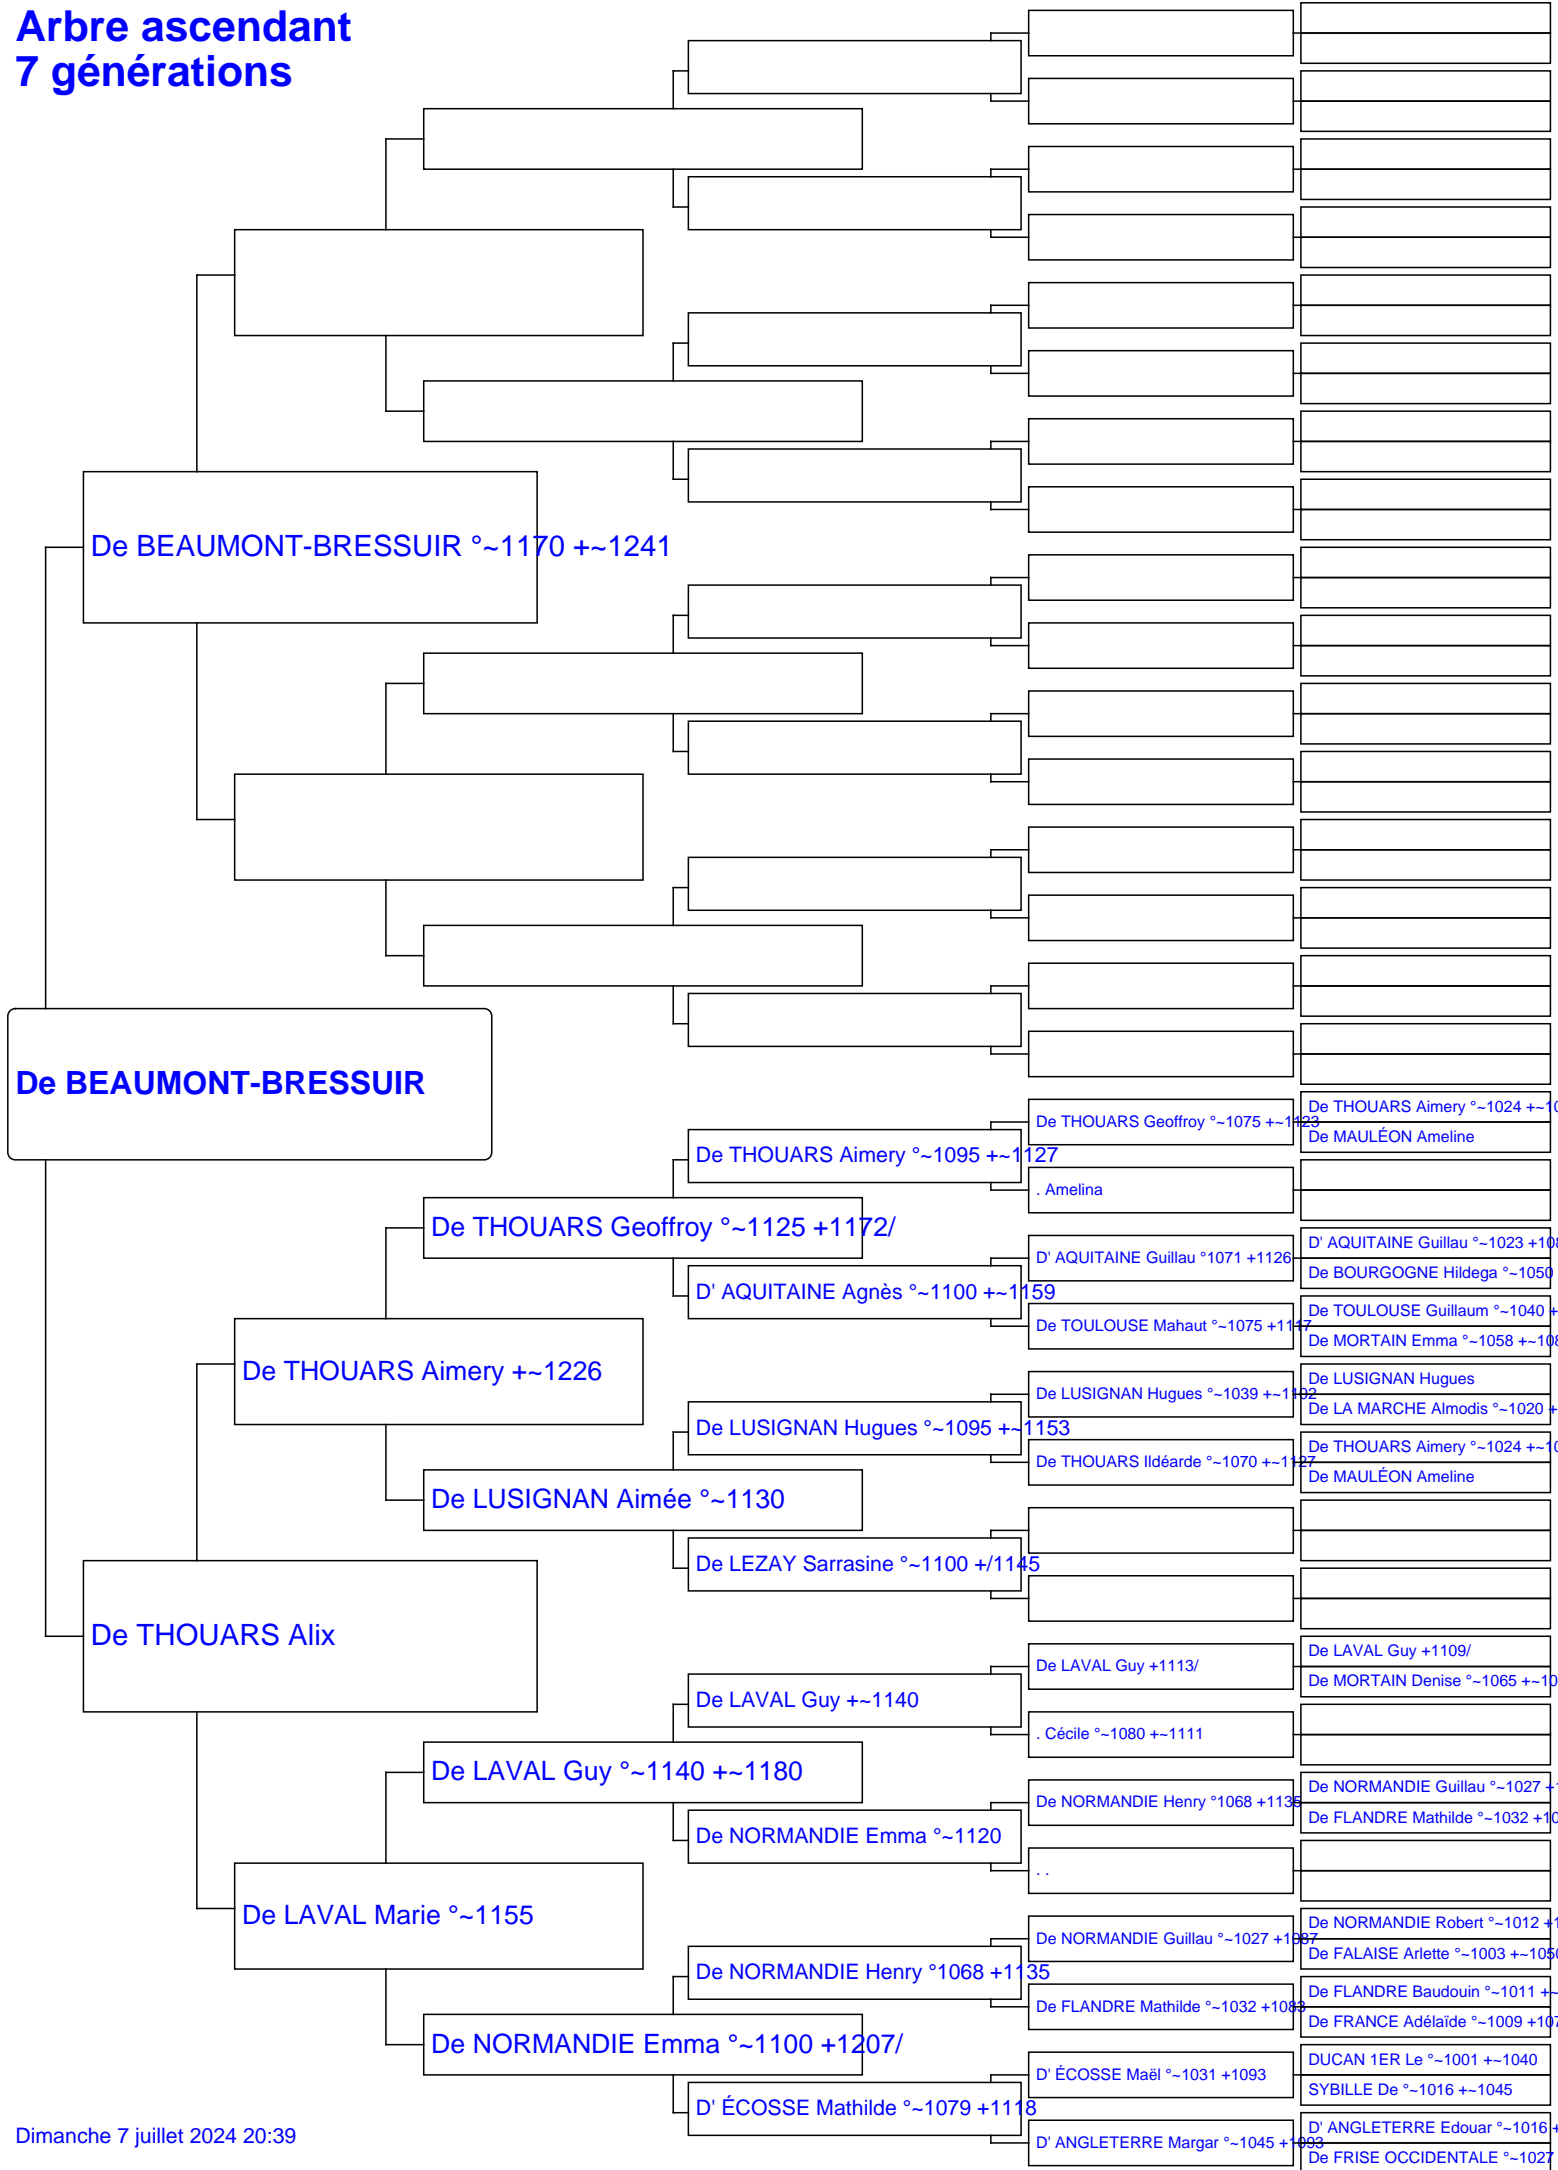 Arbre ascendant
7 générations
De BEAUMONT-BRESSUIR °~1170 +~1241
De BEAUMONT-BRESSUIR
De THOUARS Alix
De THOUARS Aimery +~1226
De LAVAL Marie °~1155
De THOUARS Geoffroy °~1125 +1172/
De LUSIGNAN Aimée °~1130
De LAVAL Guy °~1140 +~1180
De NORMANDIE Emma °~1100 +1207/
De THOUARS Aimery °~1095 +~1127
D' AQUITAINE Agnès °~1100 +~1159
De LUSIGNAN Hugues °~1095 +~1153
De LEZAY Sarrasine °~1100 +/1145
De LAVAL Guy +~1140
De NORMANDIE Emma °~1120
De NORMANDIE Henry °1068 +1135
D' ÉCOSSE Mathilde °~1079 +1118
De THOUARS Geoffroy °~1075 +~1123
. Amelina
D' AQUITAINE Guillau °1071 +1126
De TOULOUSE Mahaut °~1075 +1117
De LUSIGNAN Hugues °~1039 +~1102
De THOUARS Ildéarde °~1070 +~1127
De LAVAL Guy +1113/
. Cécile °~1080 +~1111
De NORMANDIE Henry °1068 +1135
. .
De NORMANDIE Guillau °~1027 +1087
De FLANDRE Mathilde °~1032 +1083
D' ÉCOSSE Maël °~1031 +1093
D' ANGLETERRE Margar °~1045 +1093
De THOUARS Aimery °~1024 +~10
De MAULÉON Ameline
D' AQUITAINE Guillau °~1023 +108
De BOURGOGNE Hildega °~1050
De TOULOUSE Guillaum °~1040 +
De MORTAIN Emma °~1058 +~108
De LUSIGNAN Hugues
De LA MARCHE Almodis °~1020 +
De THOUARS Aimery °~1024 +~10
De MAULÉON Ameline
De LAVAL Guy +1109/
De MORTAIN Denise °~1065 +~10
De NORMANDIE Guillau °~1027 +1
De FLANDRE Mathilde °~1032 +10
De NORMANDIE Robert °~1012 +1
De FALAISE Arlette °~1003 +~1050
De FLANDRE Baudouin °~1011 +~
De FRANCE Adélaïde °~1009 +107
DUCAN 1ER Le °~1001 +~1040
SYBILLE De °~1016 +~1045
D' ANGLETERRE Edouar °~1016 +
De FRISE OCCIDENTALE °~1027
Dimanche 7 juillet 2024 20:39